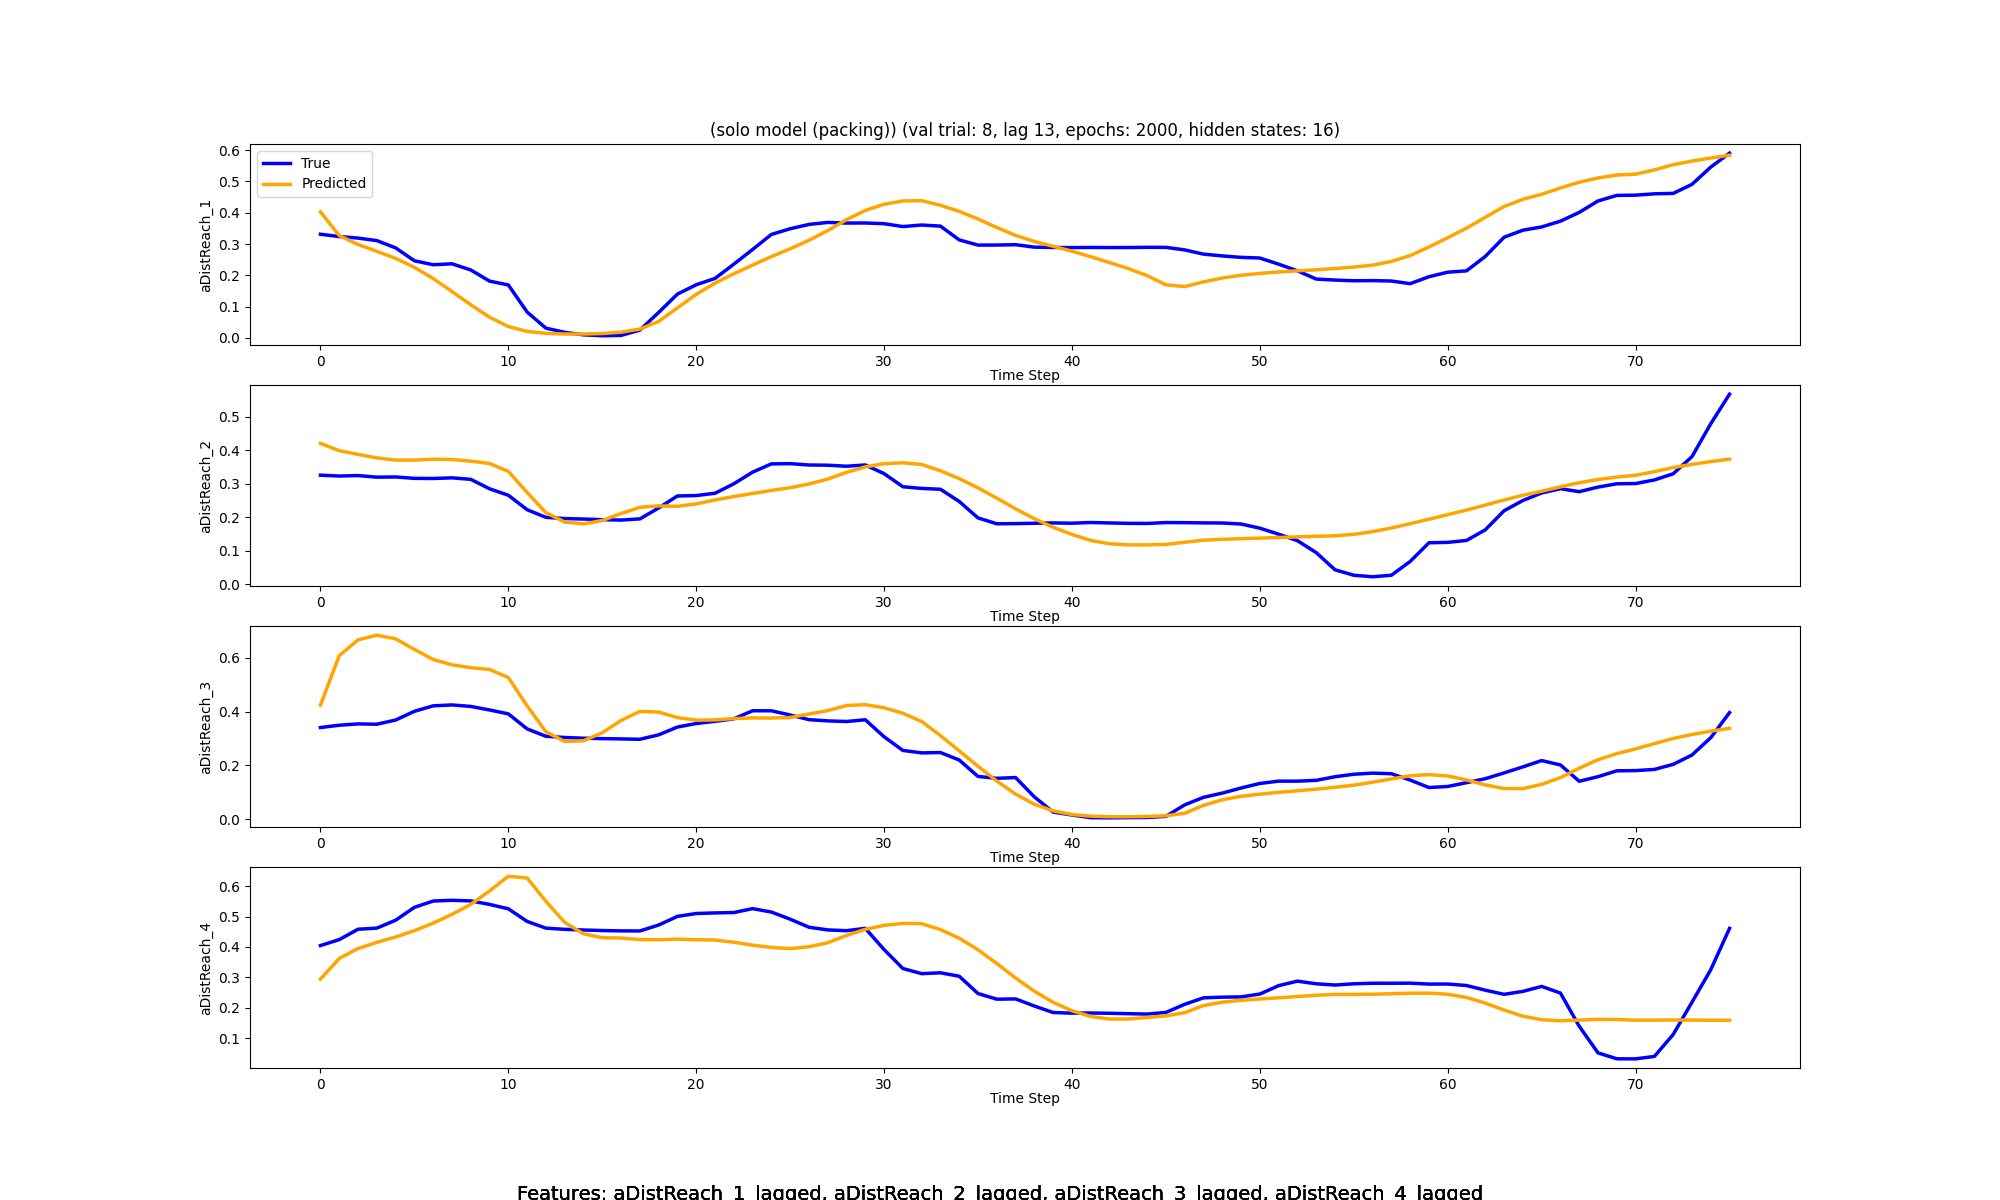 (solo model (packing)) (val trial: 8, lag 13, epochs: 2000, hidden states: 16)
True
Predicted
aDistReach_1
0.6
0.5
0.4
0.3
0.2
0.1
0.0
0 10 20 30 40 50 60 70
Time Step
aDistReach_2
0.5
0.4
0.3
0.2
0.1
0.0
0 10 20 30 40 50 60 70
Time Step
aDistReach_3
0.6
0.4
0.2
0.0
0 10 20 30 40 50 60 70
Time Step
aDistReach_4
0.6
0.5
0.4
0.3
0.2
0.1
0 10 20 30 40 50 60 70
Time Step
Features: aDistReach_1_lagged, aDistReach_2_lagged, aDistReach_3_lagged, aDistReach_4_lagged